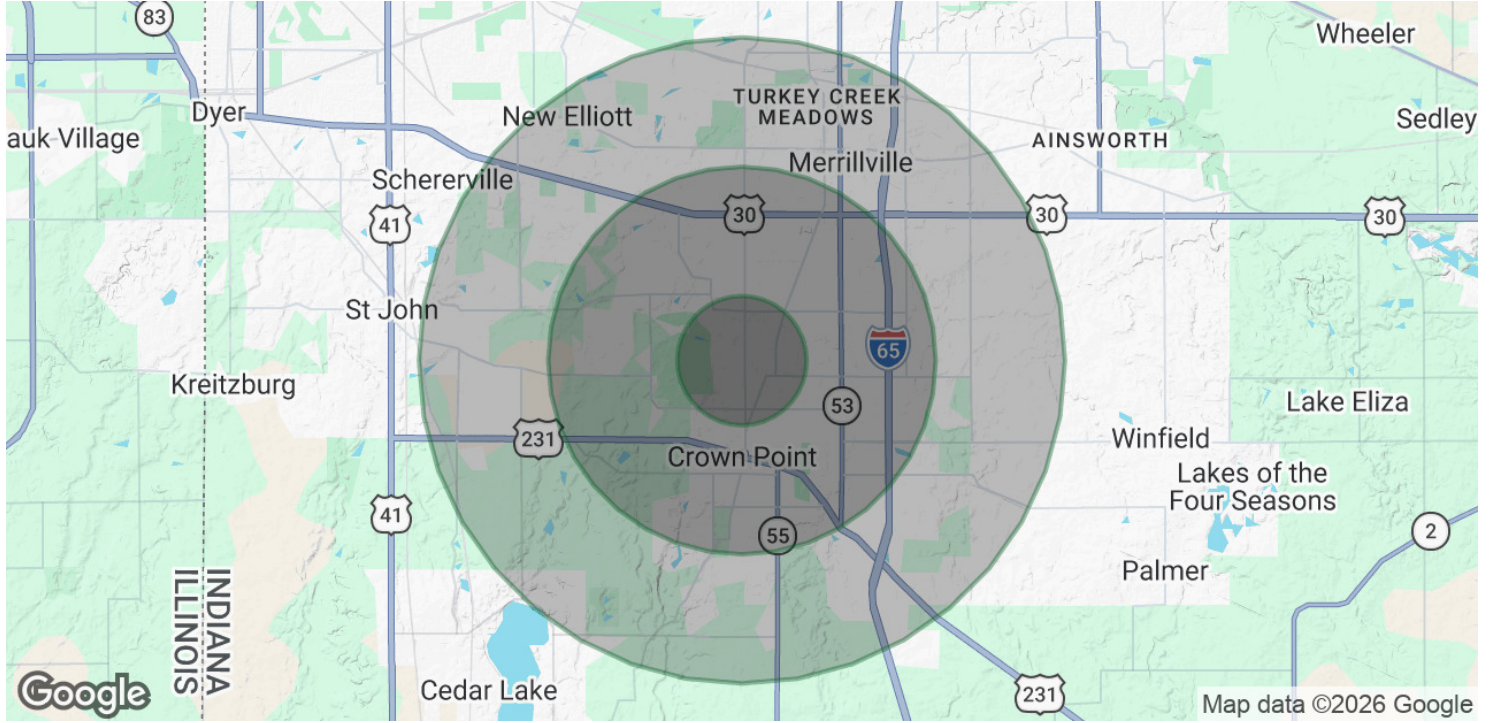 83
Wheeler
Dyer
New Elliott
TURKEY CREEK
MEADOWS
Sedley
auk Village
AINSWORTH
Merrillville
Schererville
41
30
30
30
St John
65
Kreitzburg
53
Lake Eliza
231
Crown Point
Winfield
Lakes of the
Four Seasons
41
55
2
Palmer
INDIANA
ILLINOIS
Cedar Lake
231
Google
Map data ©2026 Google